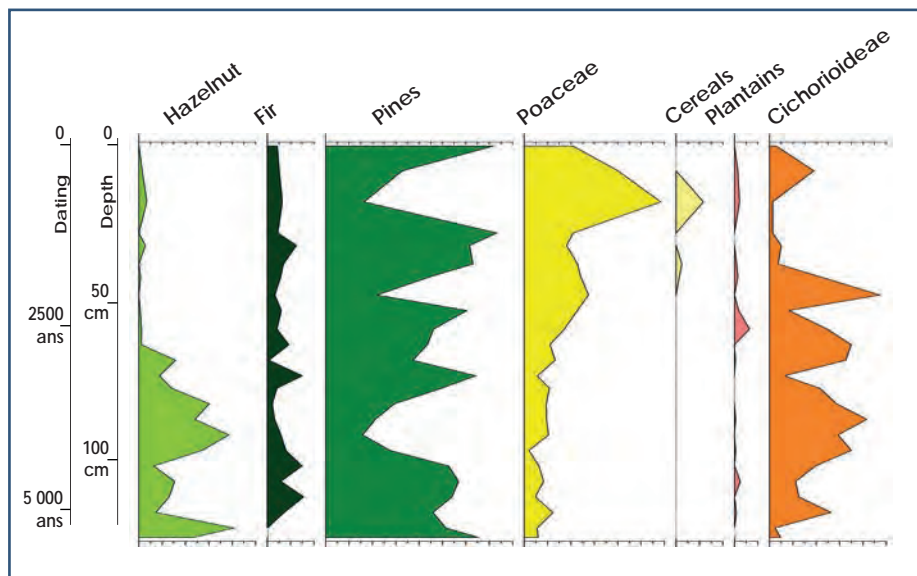 Hazelnut
Fir
Pines
Poaceae
Cereals
Plantains
Cichorioideae
Dating
0
2500
ans
5 000
ans
Depth
0
50
cm
100
cm